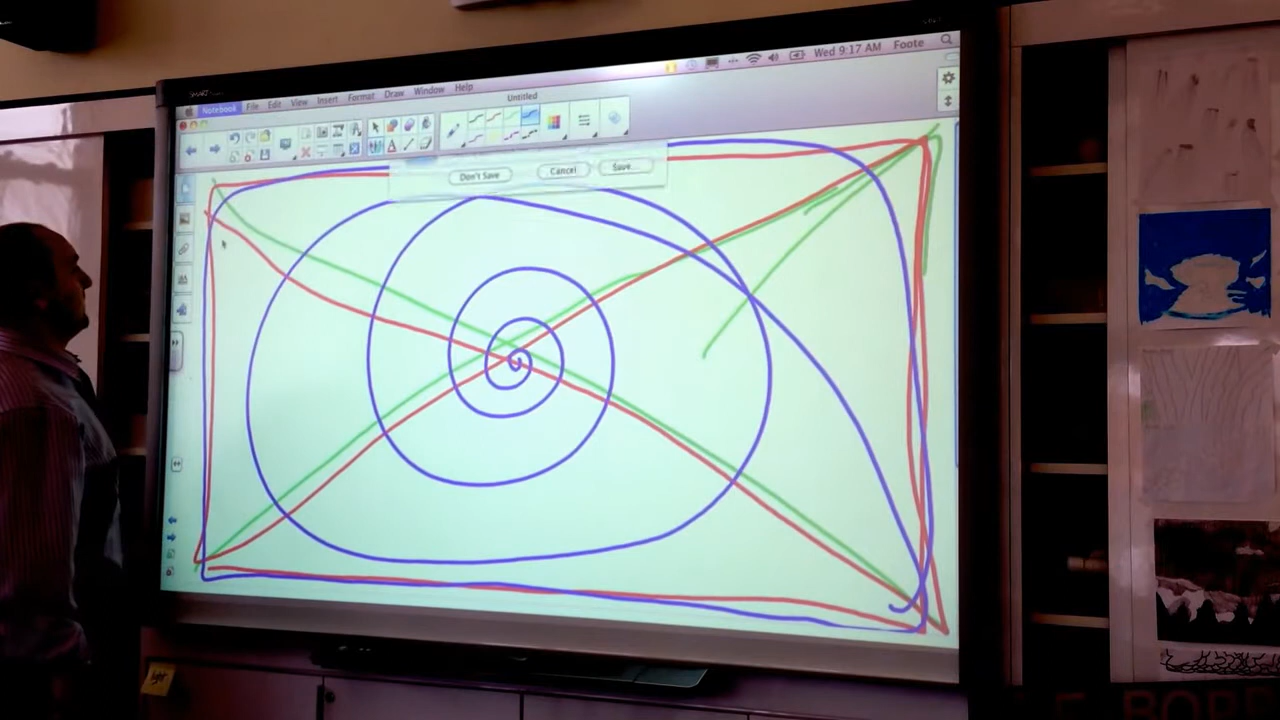 Wed 9:17 AM Foote
Notebook File Edit View Insert Format Draw Window Help
Untitled
Don't Save Cancel Save...
light